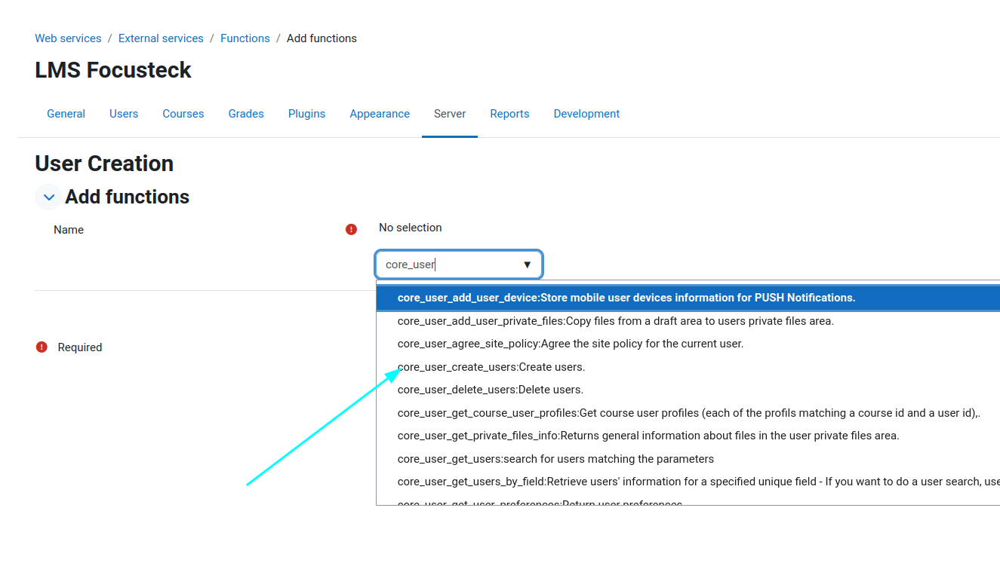 Web services / External services / Functions / Add functions
LMS Focusteck
General Users Courses Grades Plugins Appearance Server Reports Development
User Creation
Add functions
Name
No selection
core_user
core_user_add_user_device:Store mobile user devices information for PUSH Notifications.
core_user_add_user_private_files:Copy files from a draft area to users private files area.
core_user_agree_site_policy:Agree the site policy for the current user.
core_user_create_users:Create users.
core_user_delete_users:Delete users.
core_user_get_course_user_profiles:Get course user profiles (each of the profils matching a course id and a user id),.
core_user_get_private_files_info:Returns general information about files in the user private files area.
core_user_get_users:search for users matching the parameters
core_user_get_users_by_field:Retrieve users' information for a specified unique field - If you want to do a user search, use
core_user_get_user_preferences:Return user preferences
Required